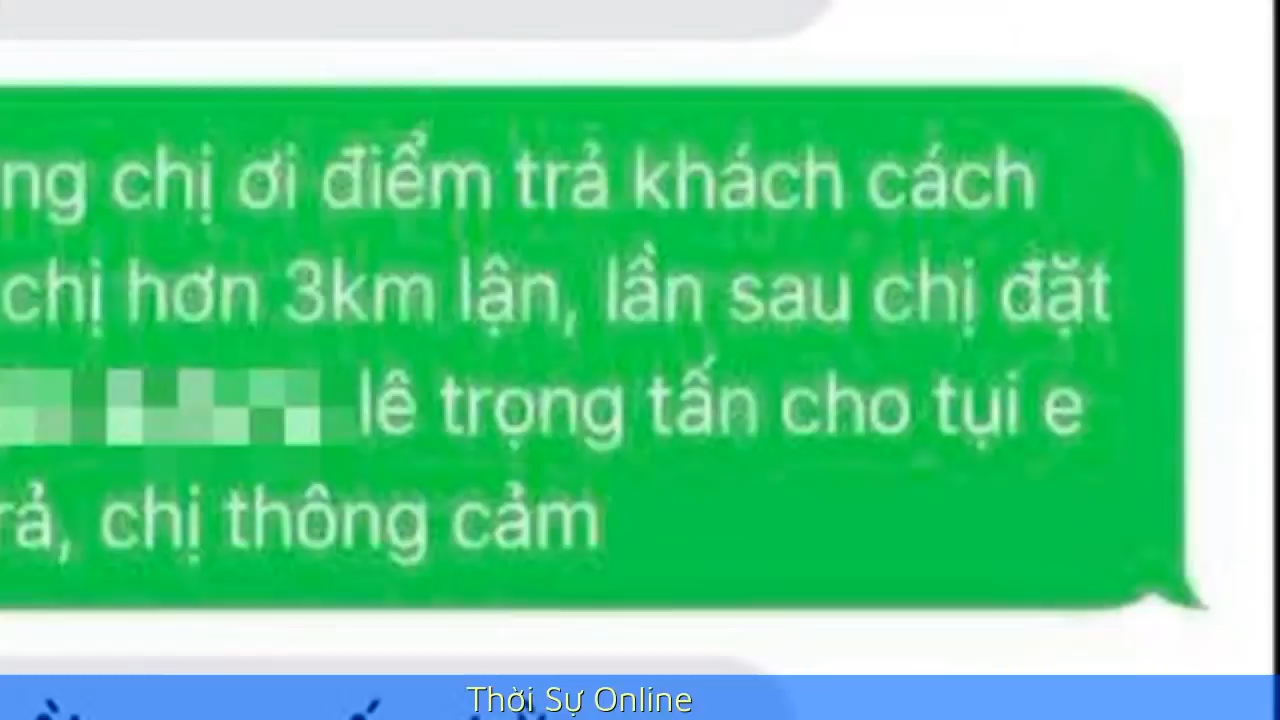 ng chị ơi điểm trả khách cách
chị hơn 3km lận, lần sau chị đặt
lê trọng tấn cho tụi e
rả, chị thông cảm
Thời Sự Online